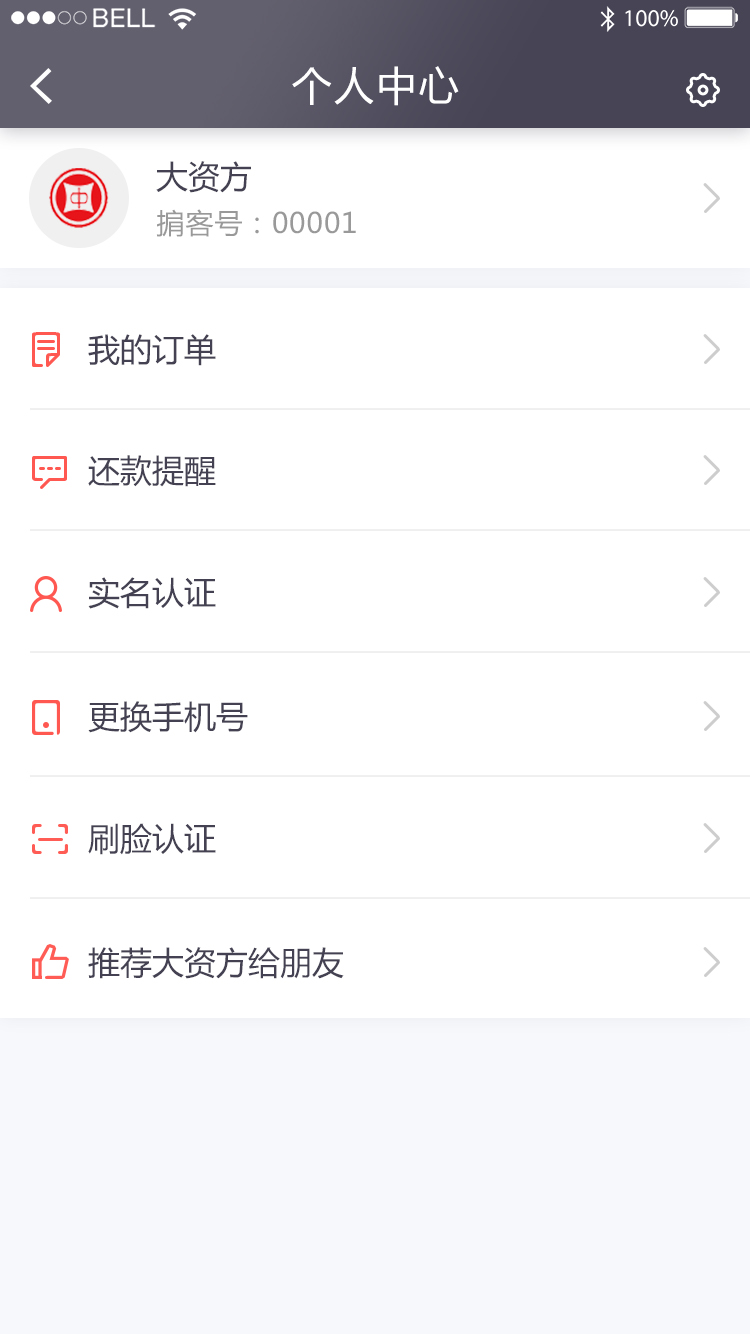 BELL
100%
个人中心
中
大资方
掮客号：00001
我的订单
还款提醒
实名认证
更换手机号
刷脸认证
推荐大资方给朋友